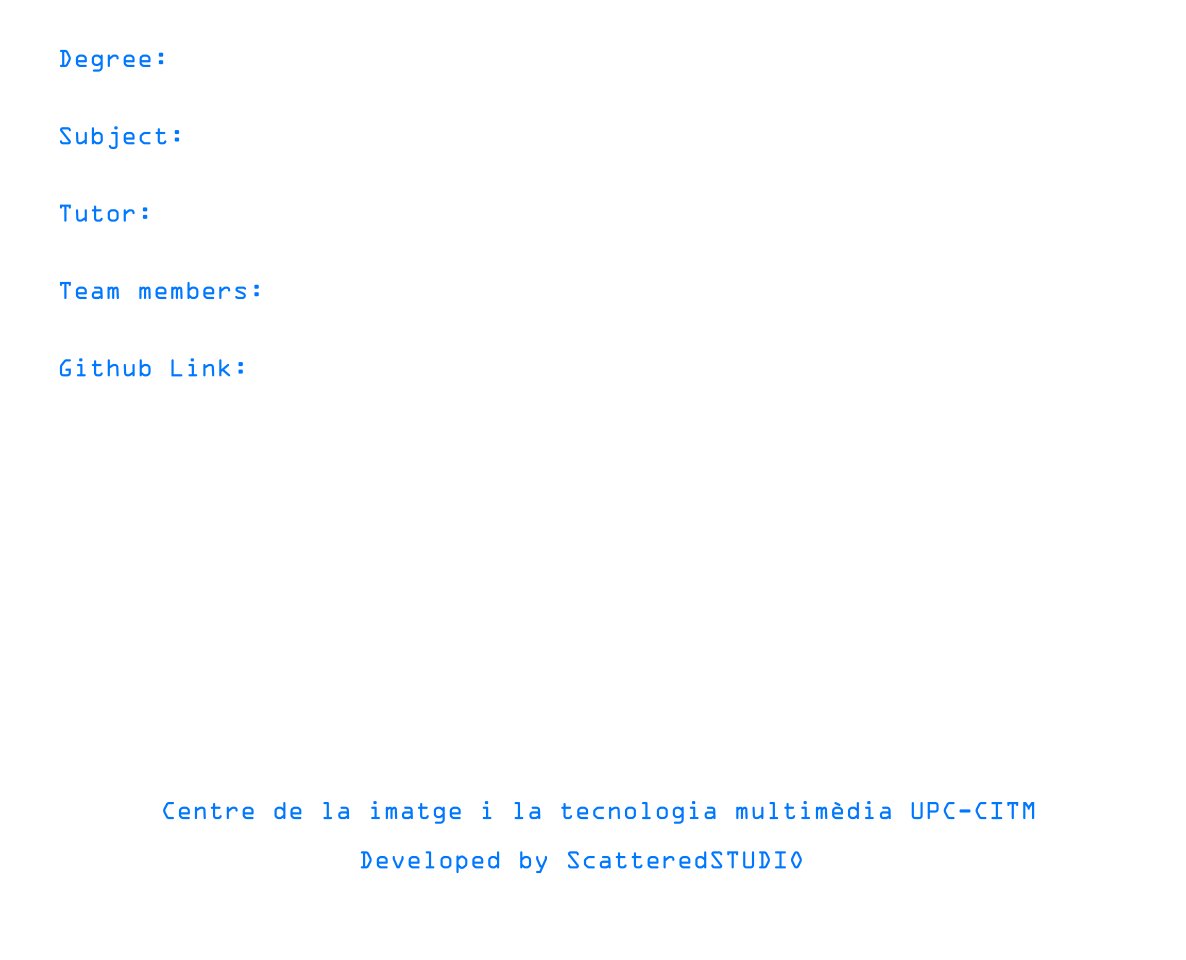 Degree:
Subject:
Tutor:
Team members:
Github Link:
Centre de la imatge i la tecnologia multimèdia UPC-CITM
Developed by ScatteredSTUDIO